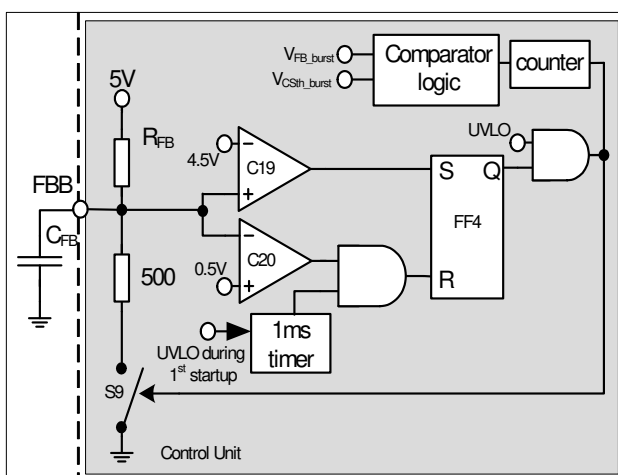 V_FB_burst
V_CSth_burst
Comparator
logic
counter
5V
UVLO
R_FB
4.5V
−
C19
+
S
Q
FBB
FF4
C_FB
−
C20
500
0.5V
+
R
1ms
timer
UVLO during
1st startup
S9
Control Unit